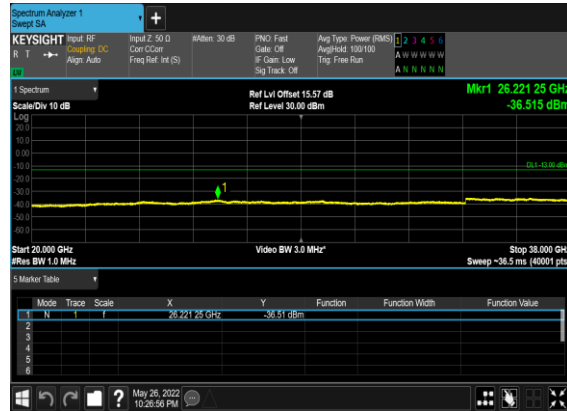 Spectrum Analyzer 1
Swept SA
+
KEYSIGHT Input: RF Input Z: 50 Ω #Atten: 30 dB PNO: Fast Avg Type: Power (RMS) 1 2 3 4 5 6
R T Coupling: DC Corr CCorr Gate: Off Avg|Hold: 100/100 A W W W W W
Align: Auto Freq Ref: Int (S) IF Gain: Low Trig: Free Run
Sig Track: Off A N N N N N
1 Spectrum Ref Lvl Offset 15.57 dB Mkr1 26.221 25 GHz
Scale/Div 10 dB Ref Level 30.00 dBm -36.515 dBm
Log
20.0
10.0
0.00
-10.0
DL1 -13.00 dBm
-20.0
-30.0
1
-40.0
-50.0
-60.0
Start 20.000 GHz Video BW 3.0 MHz* Stop 38.000 GHz
#Res BW 1.0 MHz Sweep ~36.5 ms (40001 pts)
5 Marker Table
Mode Trace Scale X Y Function Function Width Function Value
1 N 1 f 26.221 25 GHz -36.51 dBm
2
3
4
5
6
? May 26, 2022
10:26:56 PM